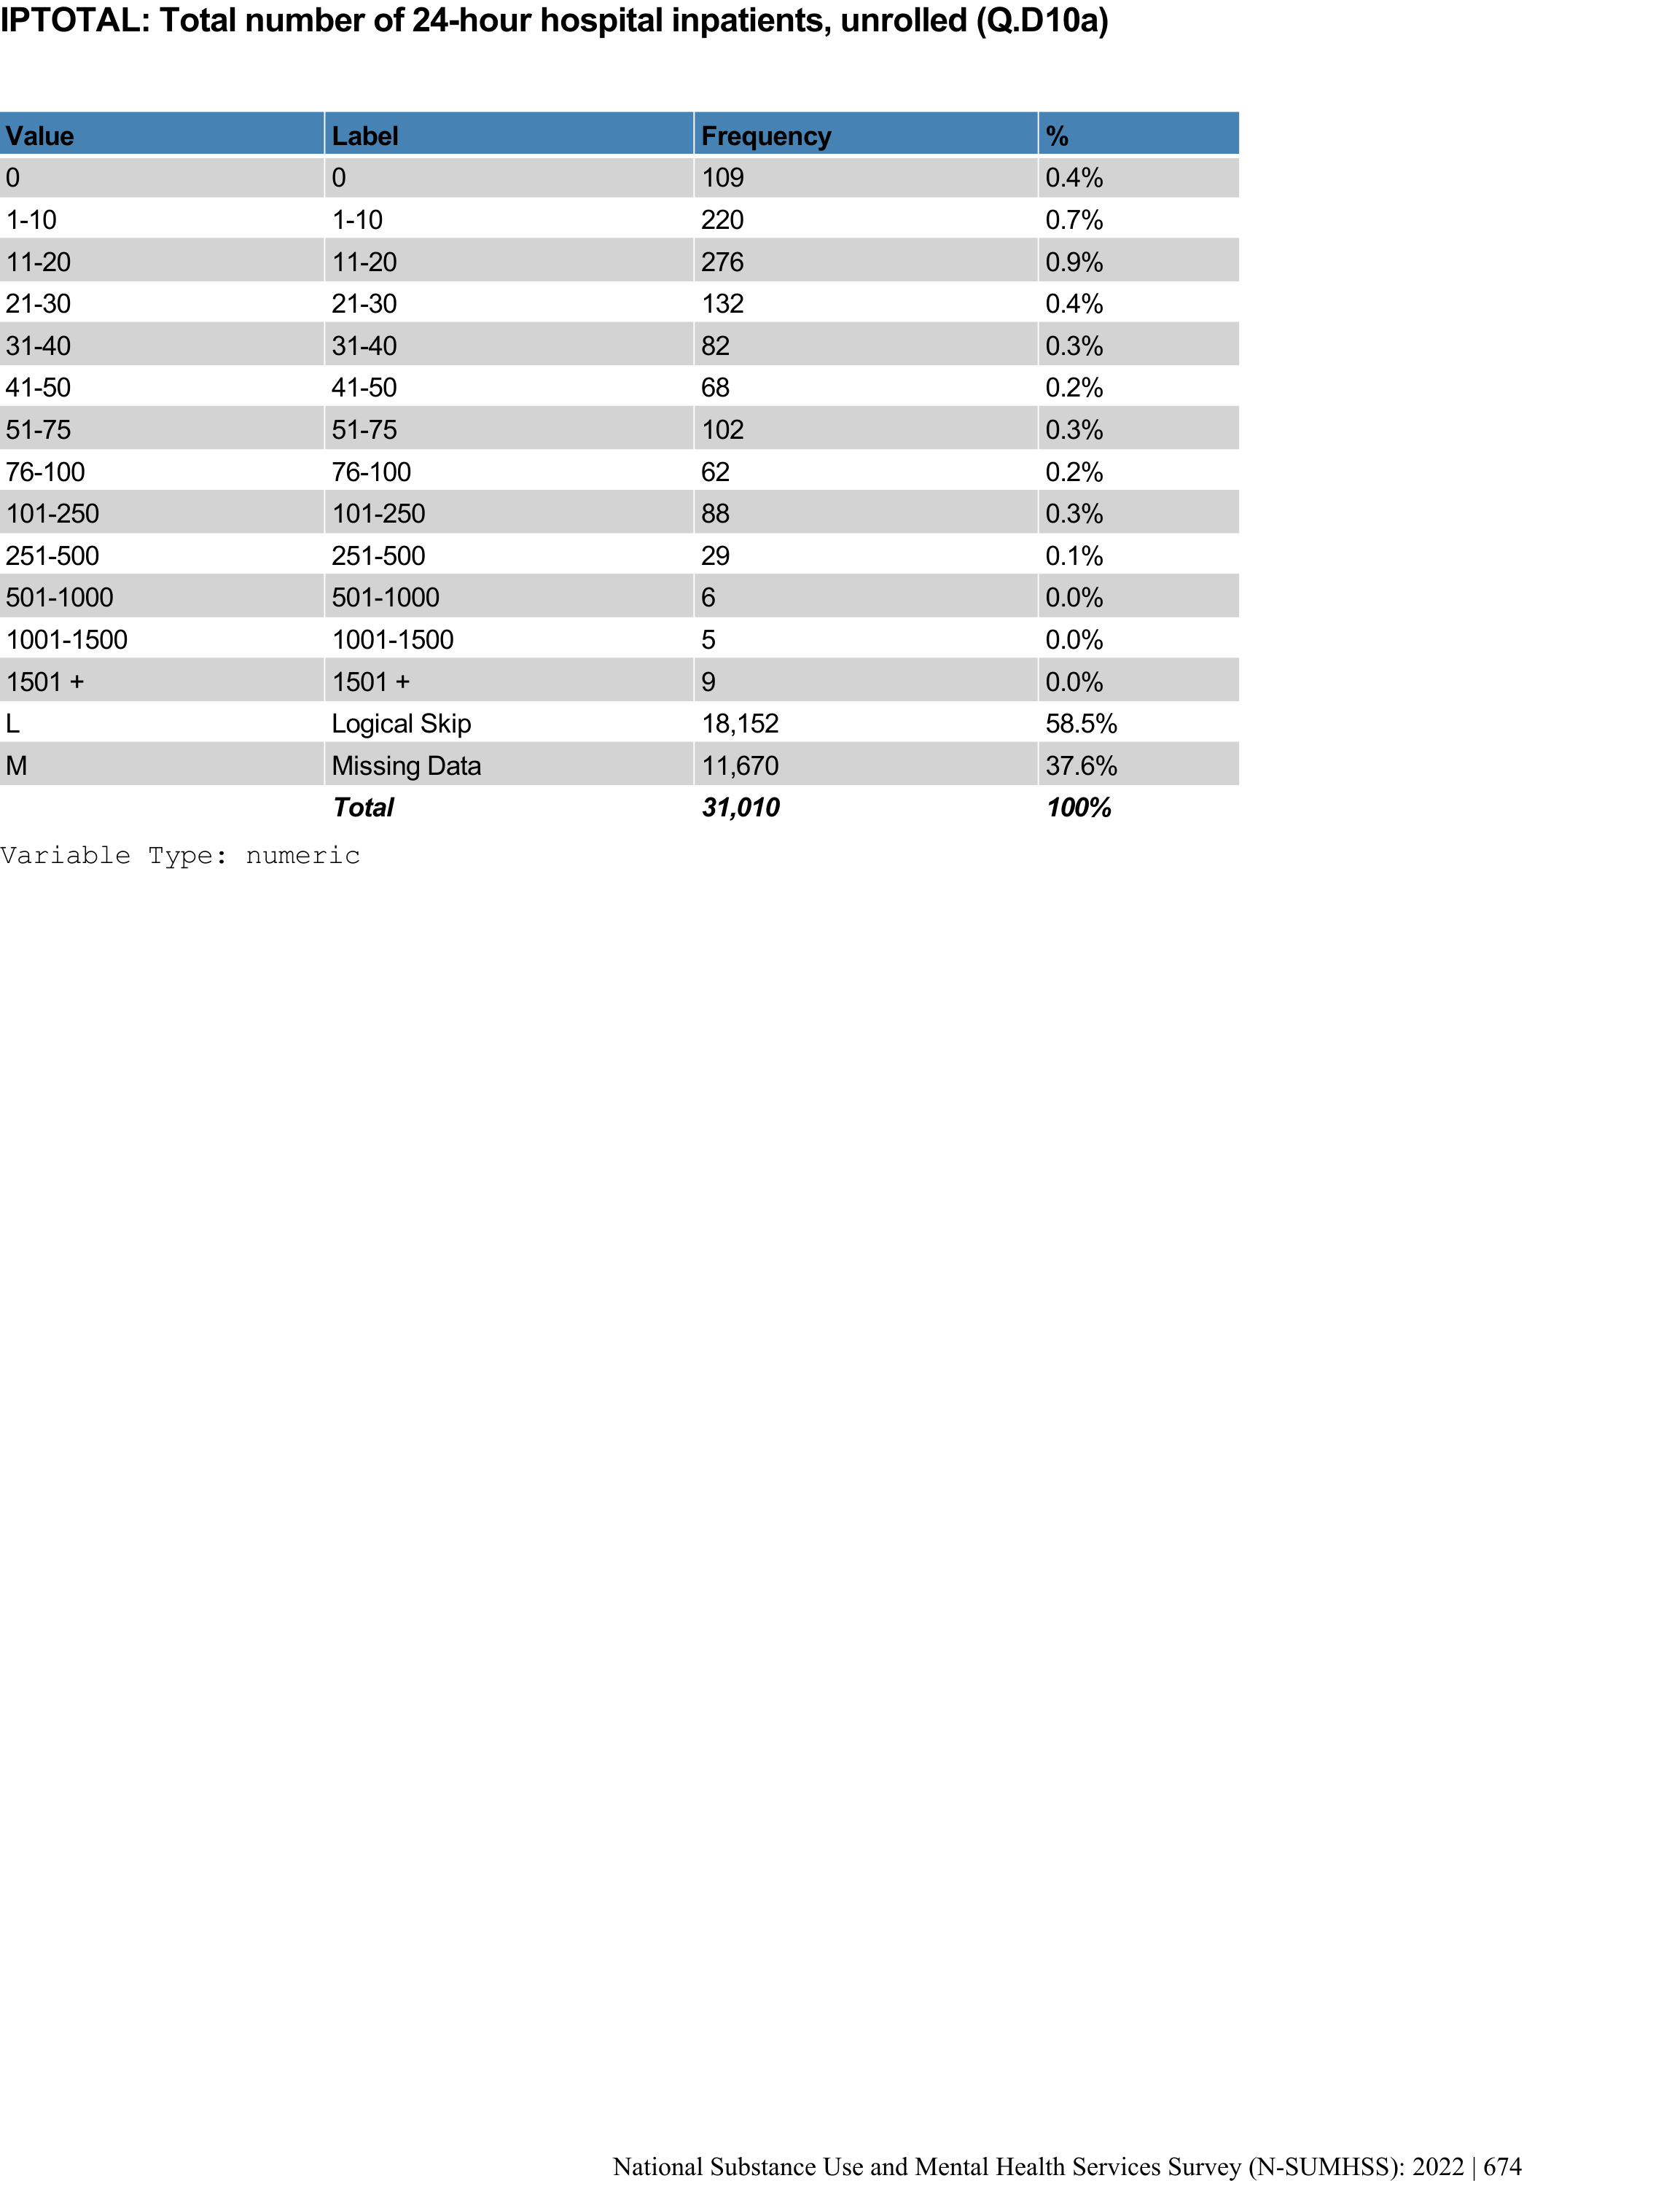 IPTOTAL: Total number of 24-hour hospital inpatients, unrolled (Q.D10a)
Value Label Frequency %
0 0 109 0.4%
1-10 1-10 220 0.7%
11-20 11-20 276 0.9%
21-30 21-30 132 0.4%
31-40 31-40 82 0.3%
41-50 41-50 68 0.2%
51-75 51-75 102 0.3%
76-100 76-100 62 0.2%
101-250 101-250 88 0.3%
251-500 251-500 29 0.1%
501-1000 501-1000 6 0.0%
1001-1500 1001-1500 5 0.0%
1501 + 1501 + 9 0.0%
L Logical Skip 18,152 58.5%
M Missing Data 11,670 37.6%
Total 31,010 100%
Variable Type: numeric
National Substance Use and Mental Health Services Survey (N-SUMHSS): 2022 | 674